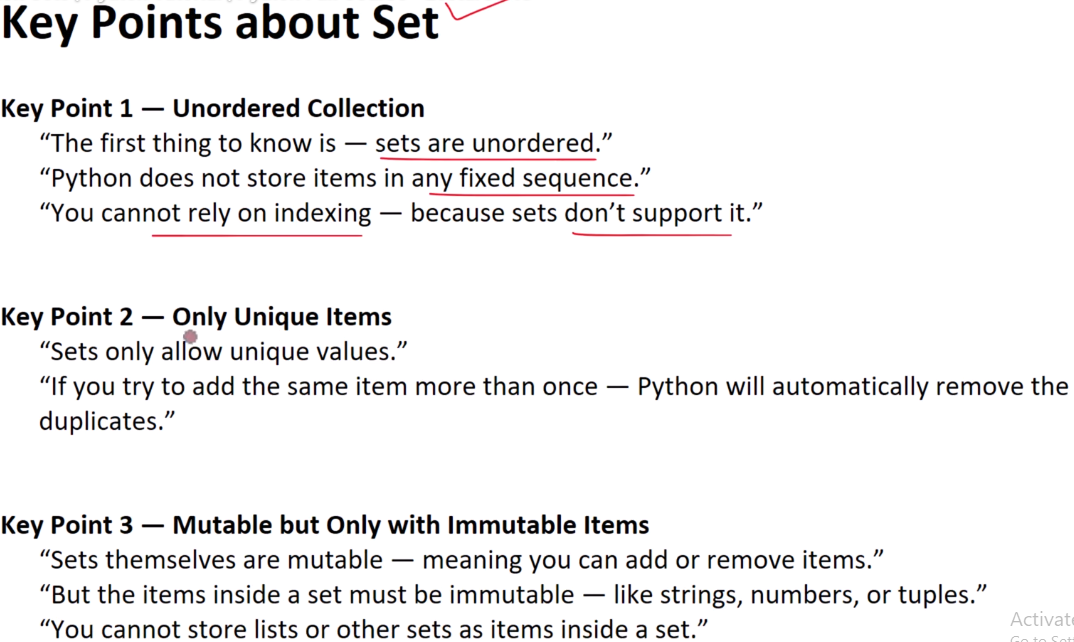 Key Points about Set
Key Point 1 — Unordered Collection
“The first thing to know is — sets are unordered.”
“Python does not store items in any fixed sequence.”
“You cannot rely on indexing — because sets don’t support it.”
Key Point 2 — Only Unique Items
“Sets only allow unique values.”
“If you try to add the same item more than once — Python will automatically remove the
duplicates.”
Key Point 3 — Mutable but Only with Immutable Items
“Sets themselves are mutable — meaning you can add or remove items.”
“But the items inside a set must be immutable — like strings, numbers, or tuples.”
Activate
“You cannot store lists or other sets as items inside a set.”